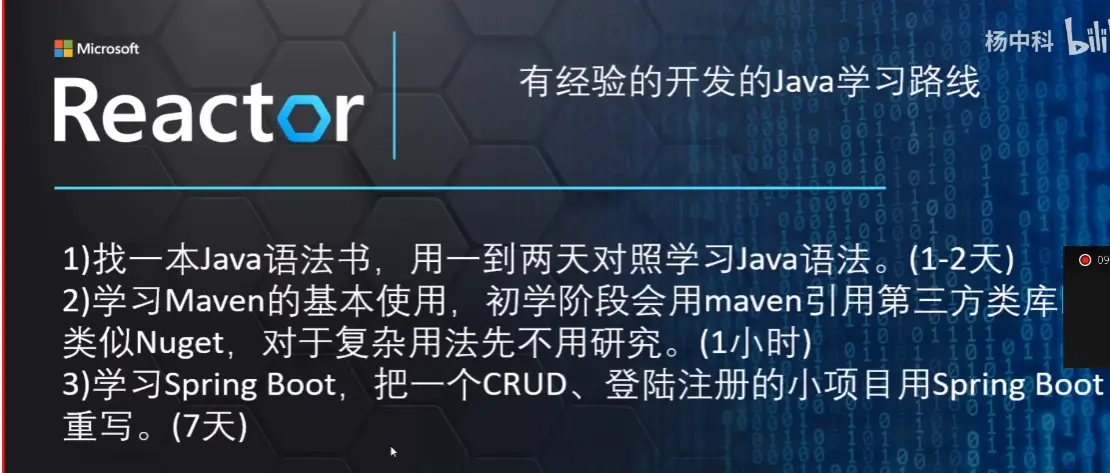 Microsoft
Reactor
杨中科
有经验的开发的Java学习路线
1)找一本Java语法书，用一到两天对照学习Java语法。(1-2天)
2)学习Maven的基本使用，初学阶段会用maven引用第三方类库
类似Nuget，对于复杂用法先不用研究。(1小时)
3)学习Spring Boot，把一个CRUD、登陆注册的小项目用Spring Boot
重写。(7天)
09